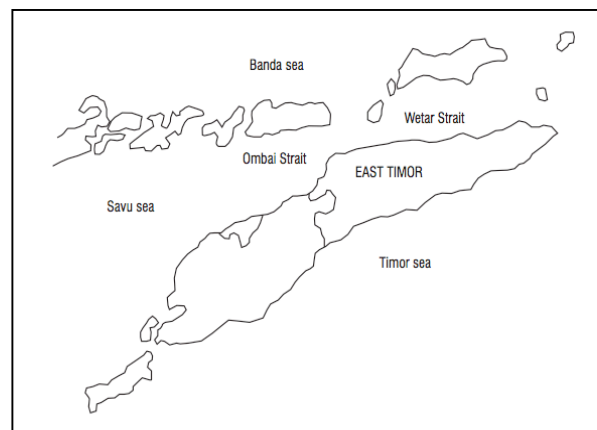 Banda sea
Wetar Strait
Ombai Strait
EAST TIMOR
Savu sea
Timor sea